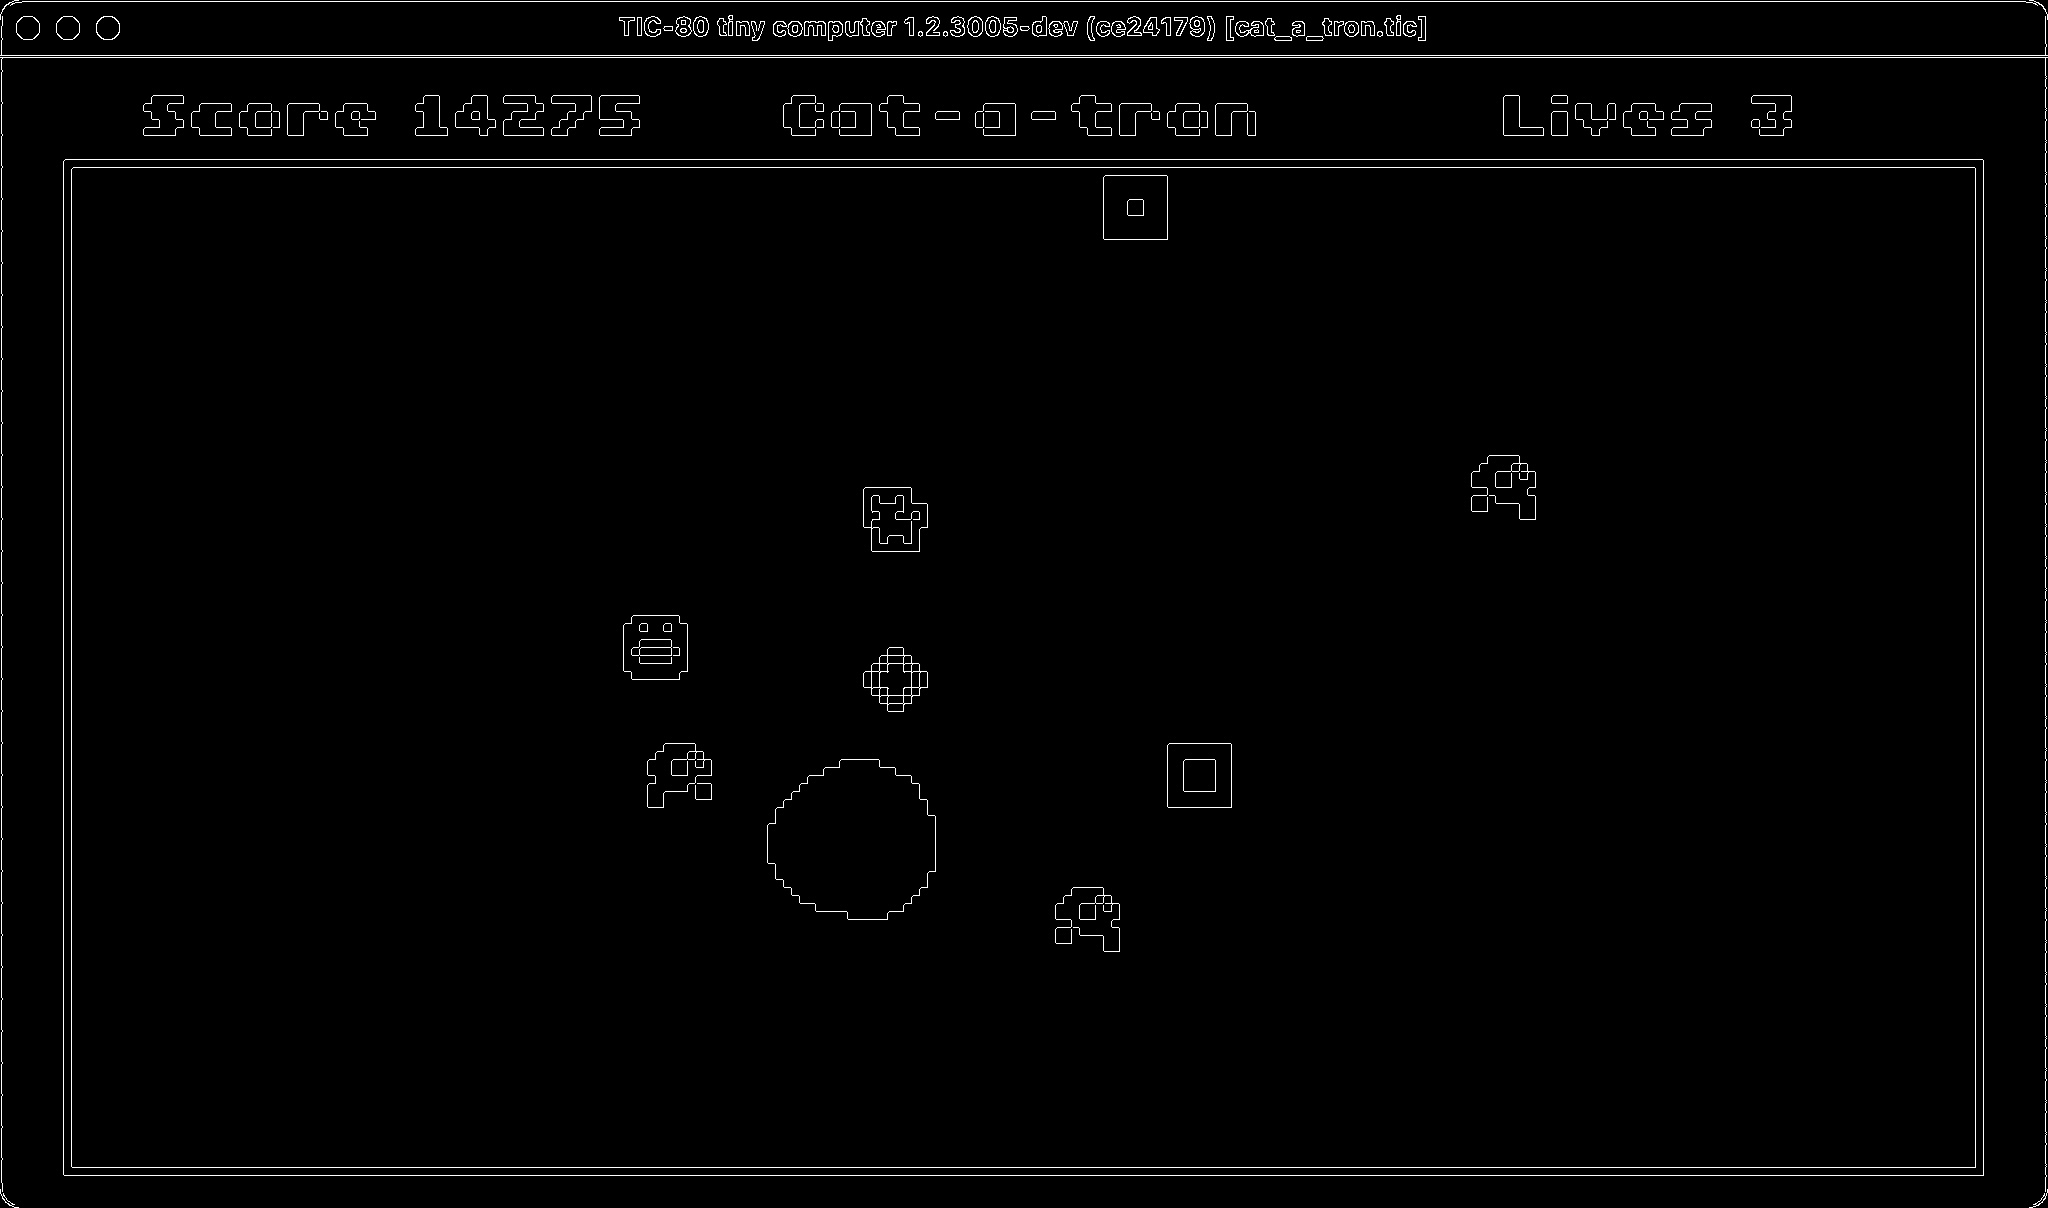 TIC-80 tiny computer 1.2.3005-dev (ce24179) [cat_a_tron.tic]
Score 14275 Cat-a-tron Lives 3